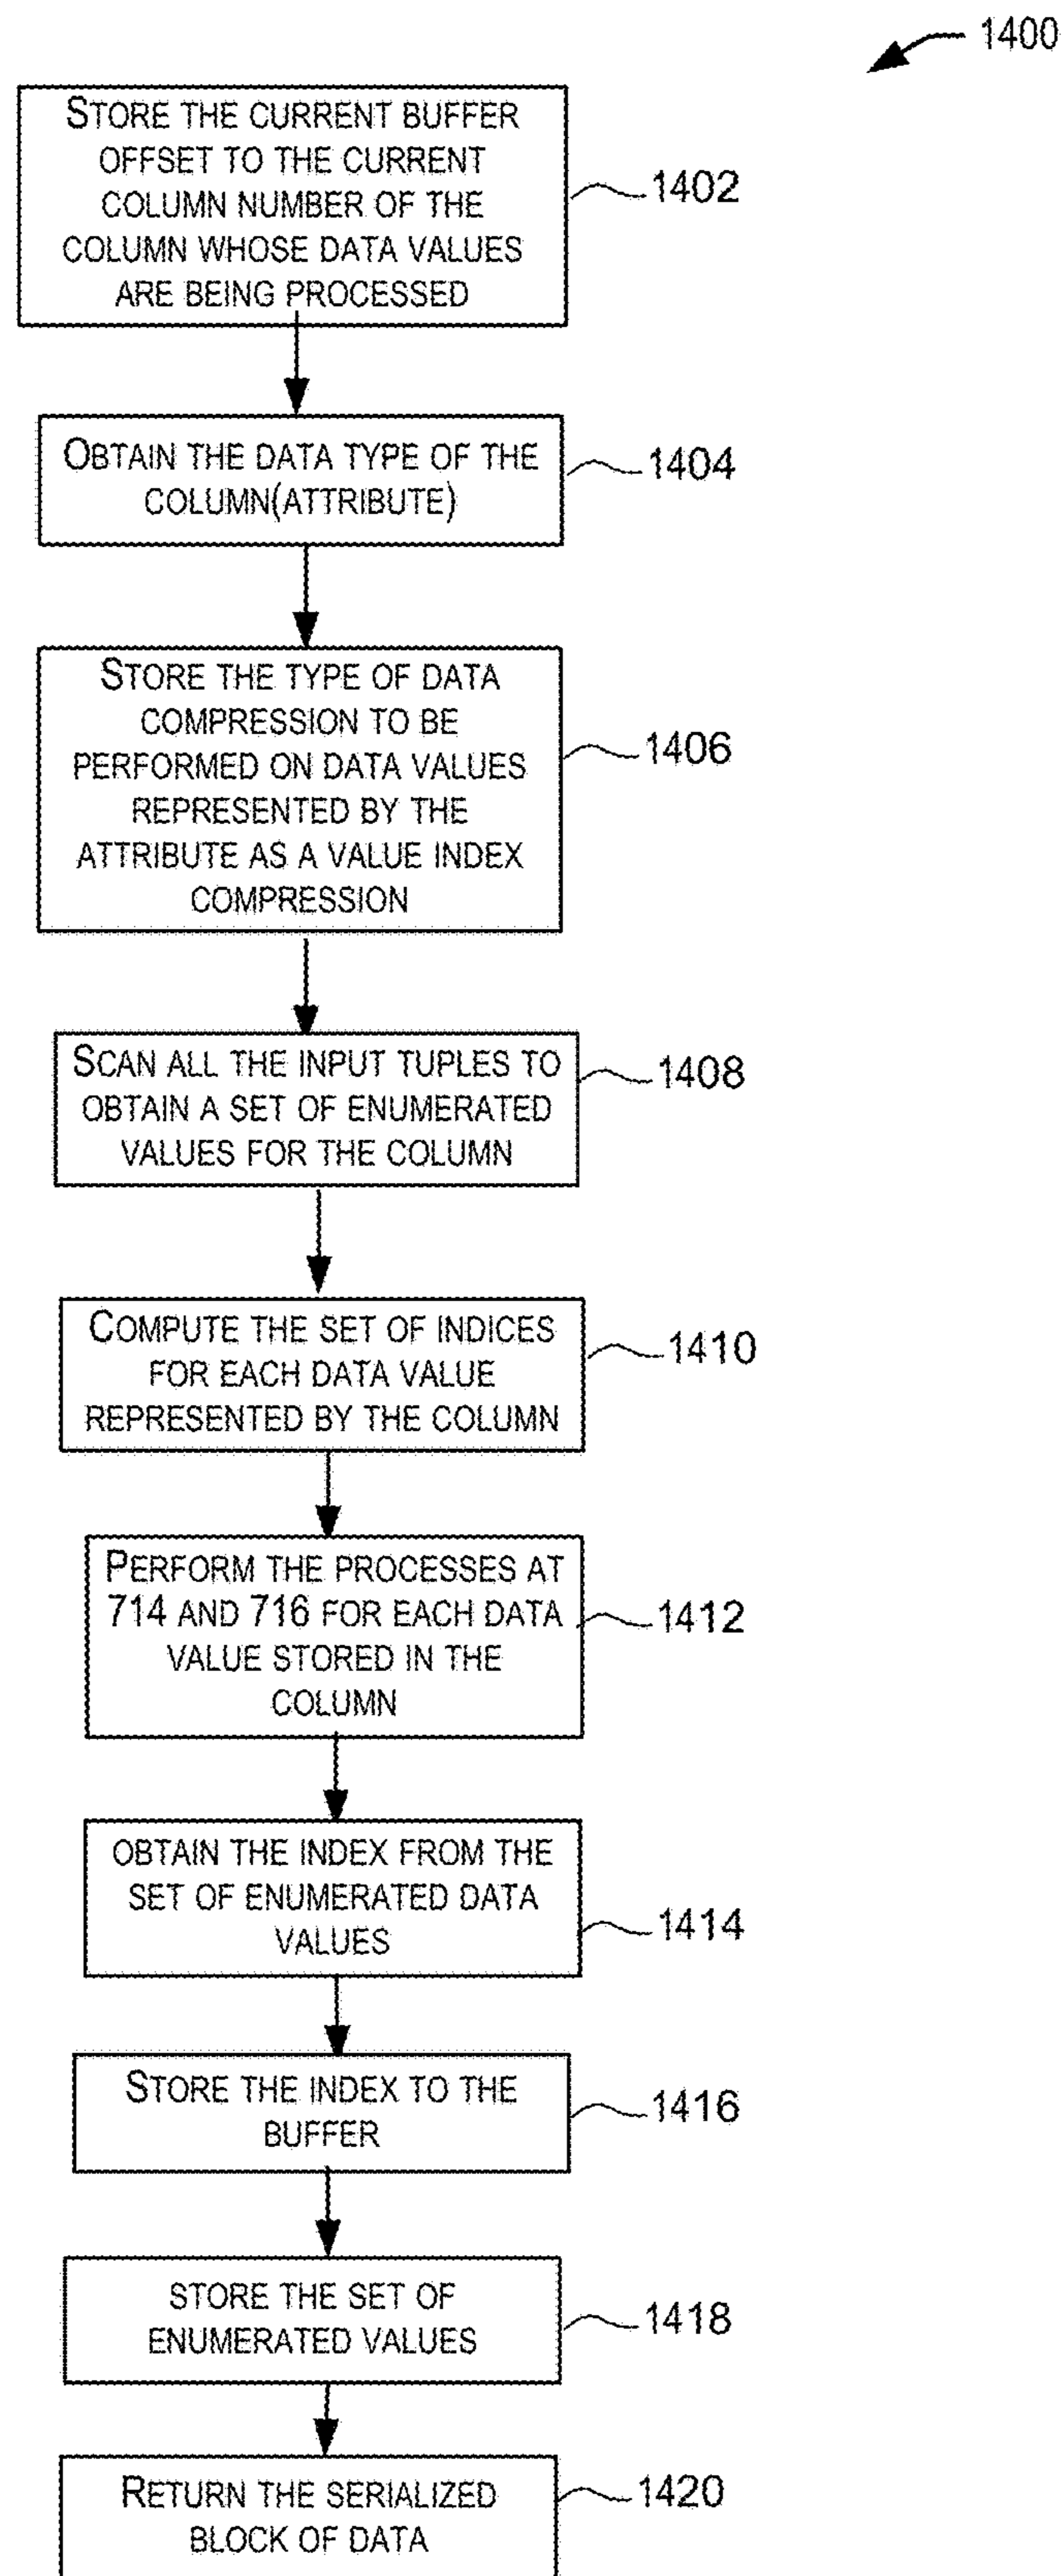 1400
STORE THE CURRENT BUFFER
OFFSET TO THE CURRENT
COLUMN NUMBER OF THE
COLUMN WHOSE DATA VALUES
ARE BEING PROCESSED
1402
OBTAIN THE DATA TYPE OF THE
COLUMN(ATTRIBUTE)
1404
STORE THE TYPE OF DATA
COMPRESSION TO BE
PERFORMED ON DATA VALUES
REPRESENTED BY THE
ATTRIBUTE AS A VALUE INDEX
COMPRESSION
1406
SCAN ALL THE INPUT TUPLES TO
OBTAIN A SET OF ENUMERATED
VALUES FOR THE COLUMN
1408
COMPUTE THE SET OF INDICES
FOR EACH DATA VALUE
REPRESENTED BY THE COLUMN
1410
PERFORM THE PROCESSES AT
714 AND 716 FOR EACH DATA
VALUE STORED IN THE
COLUMN
1412
OBTAIN THE INDEX FROM THE
SET OF ENUMERATED DATA
VALUES
1414
STORE THE INDEX TO THE
BUFFER
1416
STORE THE SET OF
ENUMERATED VALUES
1418
RETURN THE SERIALIZED
BLOCK OF DATA
1420